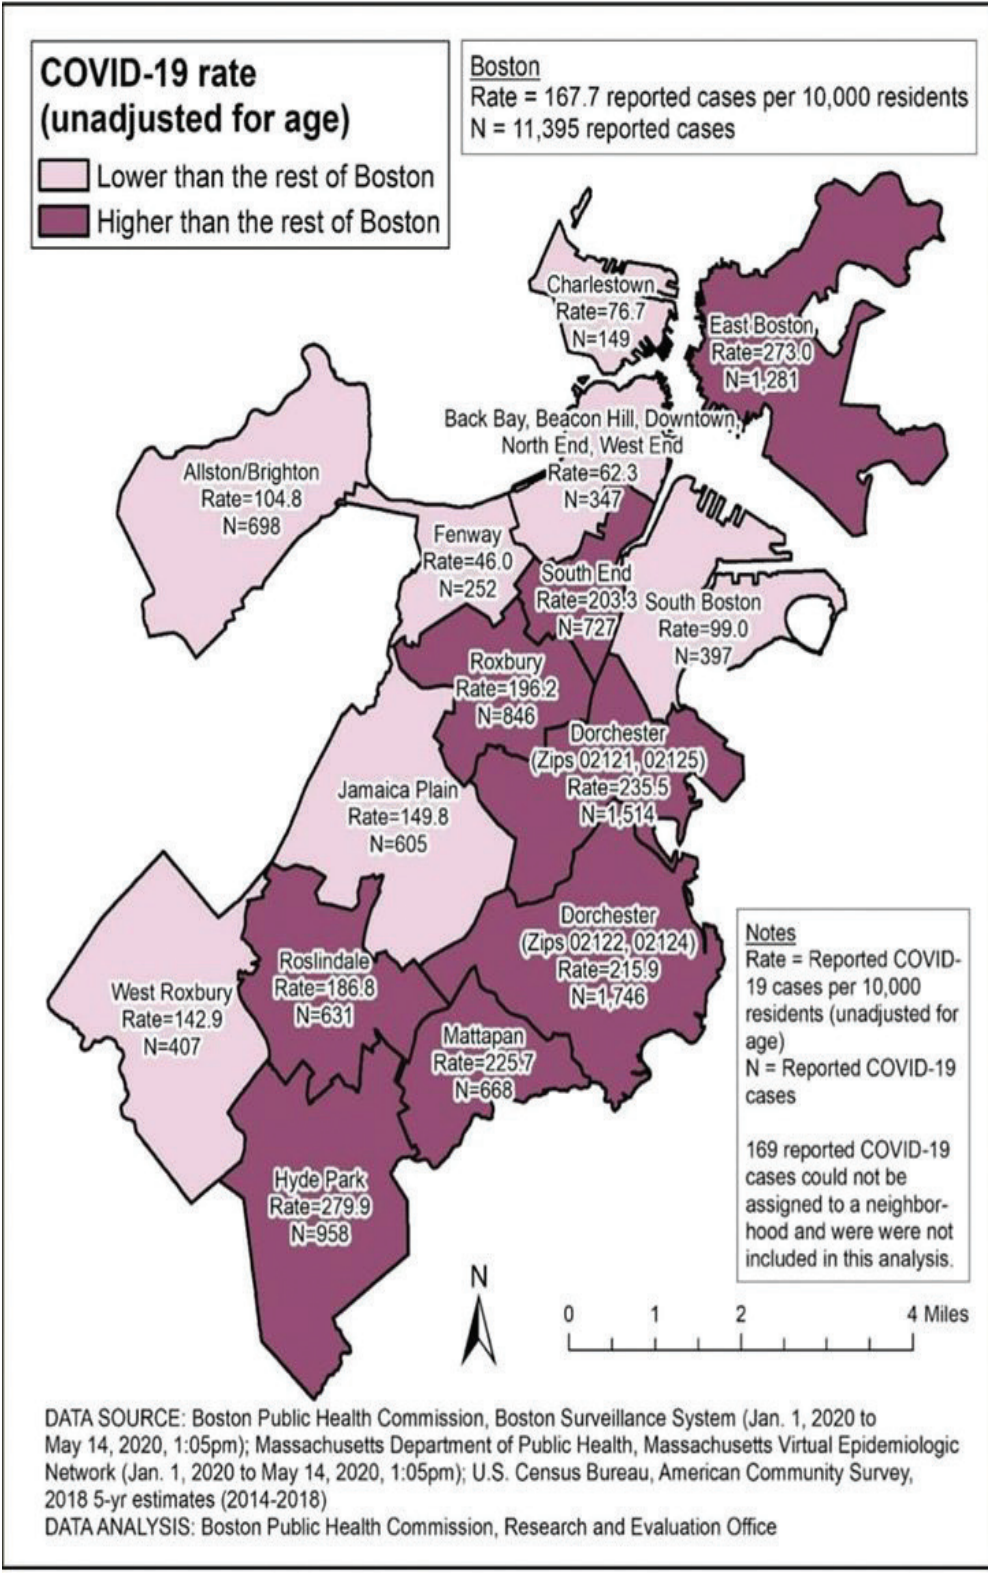 COVID-19 rate
(unadjusted for age)
Lower than the rest of Boston
Higher than the rest of Boston
Boston
Rate = 167.7 reported cases per 10,000 residents
N = 11,395 reported cases
Charlestown
Rate=76.7
N=149
East Boston
Rate=273.0
N=1,281
Back Bay, Beacon Hill, Downtown,
North End, West End
Rate=62.3
N=347
Allston/Brighton
Rate=104.8
N=698
Fenway
Rate=46.0
N=252
South End
Rate=203.3
N=727
South Boston
Rate=99.0
N=397
Roxbury
Rate=196.2
N=846
Dorchester
(Zips 02121, 02125)
Rate=235.5
N=1,514
Jamaica Plain
Rate=149.8
N=605
Dorchester
(Zips 02122, 02124)
Rate=215.9
N=1,746
Roslindale
Rate=186.8
N=631
West Roxbury
Rate=142.9
N=407
Mattapan
Rate=225.7
N=668
Hyde Park
Rate=279.9
N=958
Notes
Rate = Reported COVID-
19 cases per 10,000
residents (unadjusted for
age)
N = Reported COVID-19
cases
169 reported COVID-19
cases could not be
assigned to a neighbor-
hood and were were not
included in this analysis.
N
0 1 2 4 Miles
DATA SOURCE: Boston Public Health Commission, Boston Surveillance System (Jan. 1, 2020 to
May 14, 2020, 1:05pm); Massachusetts Department of Public Health, Massachusetts Virtual Epidemiologic
Network (Jan. 1, 2020 to May 14, 2020, 1:05pm); U.S. Census Bureau, American Community Survey,
2018 5-yr estimates (2014-2018)
DATA ANALYSIS: Boston Public Health Commission, Research and Evaluation Office